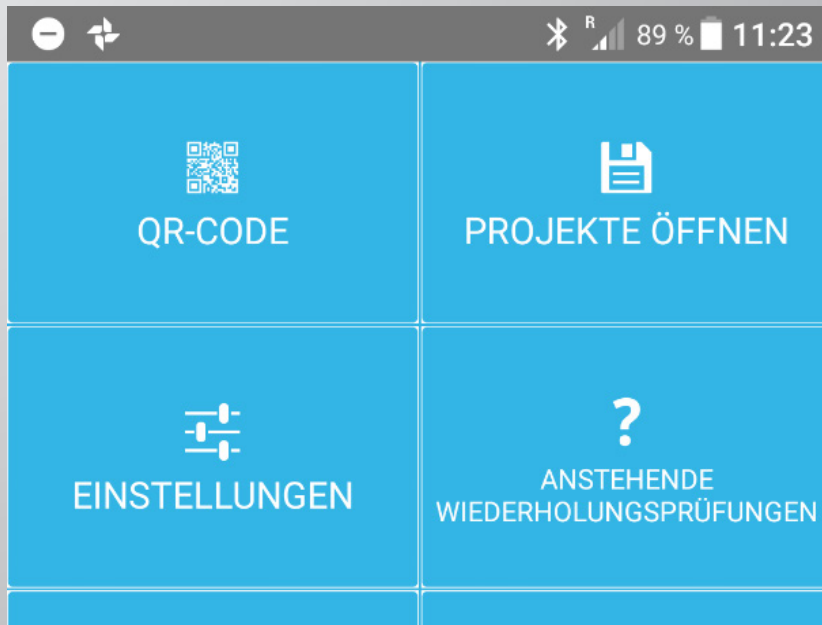 R
89 % 11:23
QR-CODE
PROJEKTE ÖFFNEN
EINSTELLUNGEN
?
ANSTEHENDE
WIEDERHOLUNGSPRÜFUNGEN